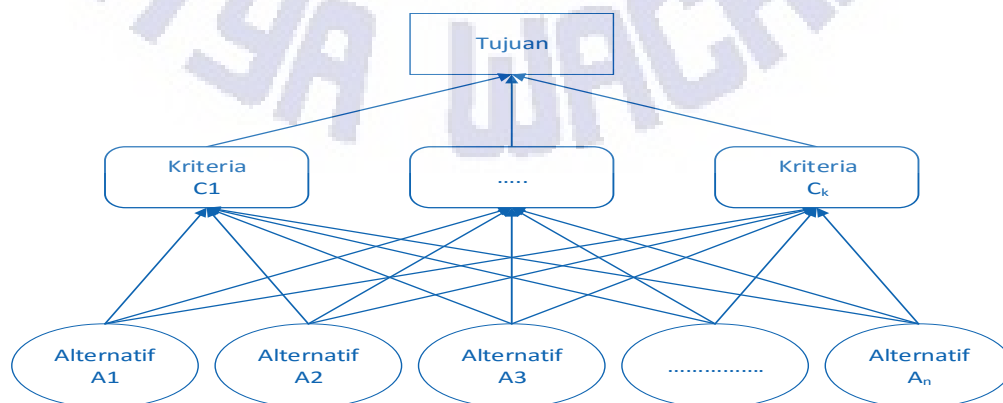 Tujuan
Kriteria
C1
.....
Kriteria
Cₖ
Alternatif
A1
Alternatif
A2
Alternatif
A3
................
Alternatif
Aₙ